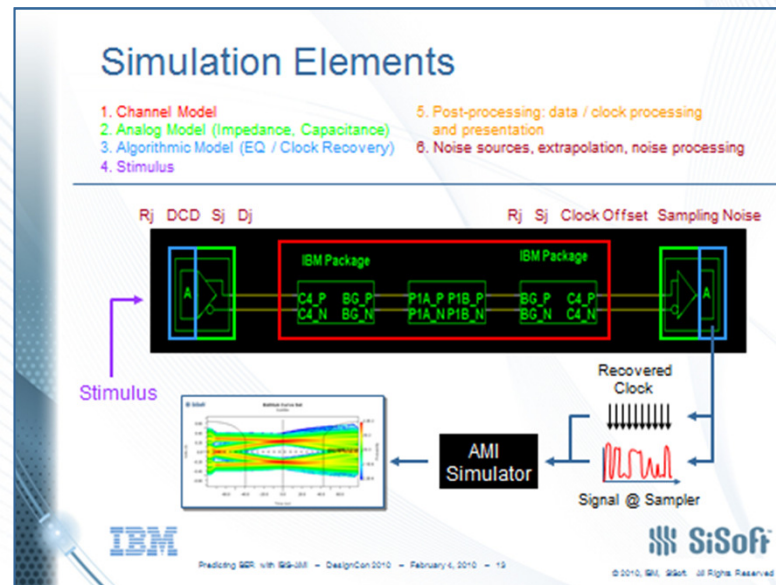 Simulation Elements
1. Channel Model
2. Analog Model (Impedance, Capacitance)
3. Algorithmic Model (EQ / Clock Recovery)
4. Stimulus
5. Post-processing: data / clock processing
and presentation
6. Noise sources, extrapolation, noise processing
Rj DCD Sj Dj
Rj Sj Clock Offset Sampling Noise
IBM Package
IBM Package
A
C4_P BG_P
C4_N BG_N
P1A_P P1B_P
P1A_N P1B_N
BG_P C4_P
BG_N C4_N
A
Stimulus
Recovered
Clock
AMI
Simulator
Signal @ Sampler
IBM
SiSoft
Predicting BER with IBIS-AMI – DesignCon 2010 – February 4, 2010 – 13
© 2010, IBM, SiSoft. All Rights Reserved